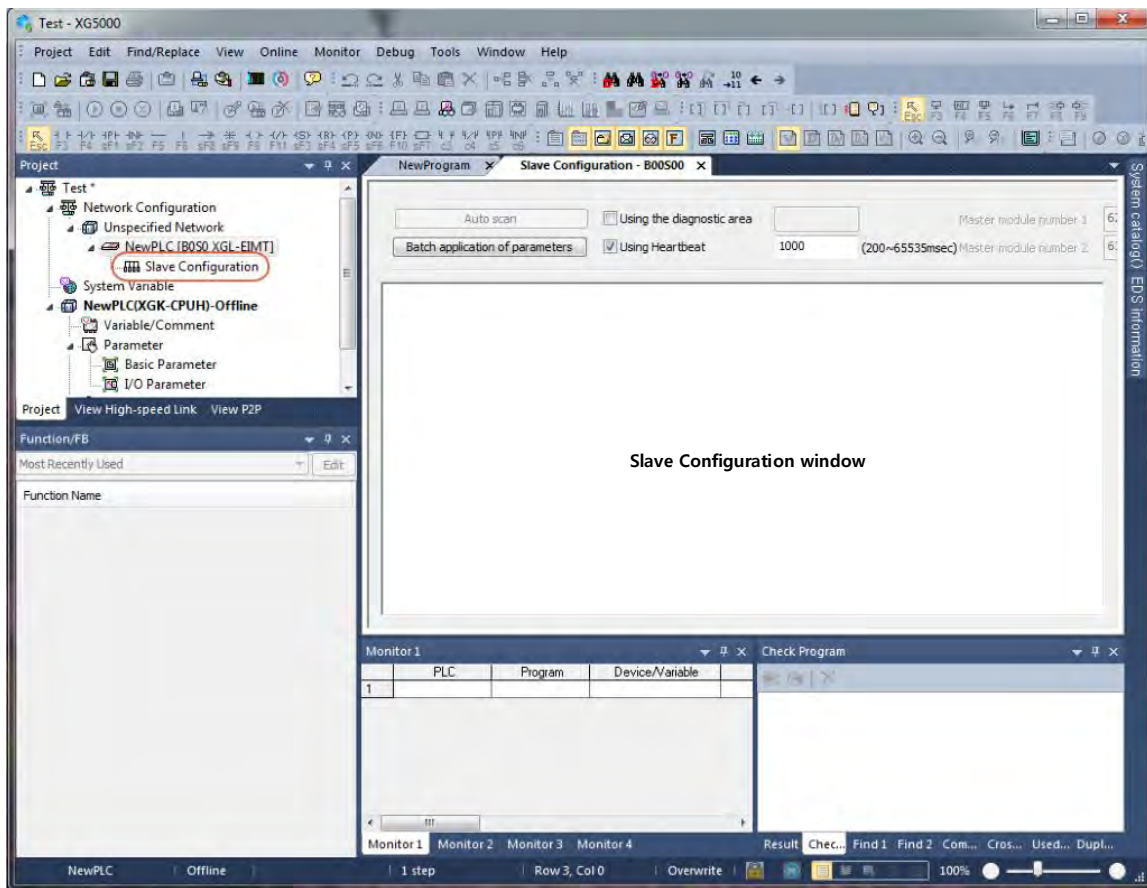 Test - XG5000
Project Edit Find/Replace View Online Monitor Debug Tools Window Help
Project
NewProgram
Slave Configuration - B00S00
Test *
Network Configuration
Unspecified Network
NewPLC [B0S0 XGL-EIMT]
Slave Configuration
System Variable
NewPLC(XGK-CPUH)-Offline
Variable/Comment
Parameter
Basic Parameter
I/O Parameter
Project View High-speed Link View P2P
Auto scan
Using the diagnostic area
Master module number 1
Batch application of parameters
Using Heartbeat
1000
(200~65535msec)
Master module number 2
System catalog() EDS information
Function/FB
Most Recently Used
Edit
Function Name
Slave Configuration window
Monitor 1
PLC Program Device/Variable
1
Check Program
Monitor 1 Monitor 2 Monitor 3 Monitor 4
Result Chec... Find 1 Find 2 Com... Cros... Used... Dupl...
NewPLC Offline 1 step Row 3, Col 0 Overwrite 100%